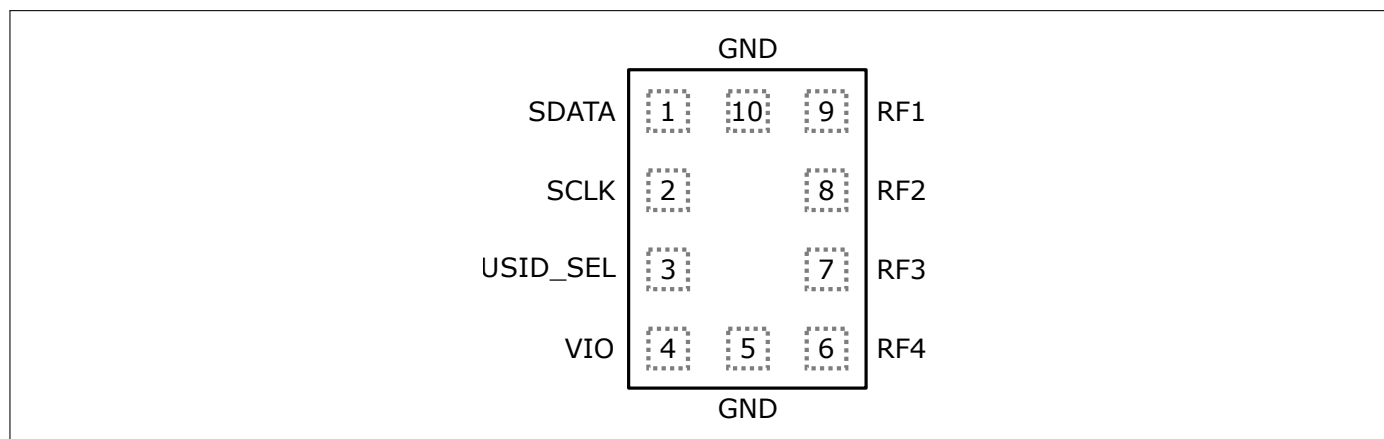 GND
SDATA 1 10 9 RF1
SCLK 2 8 RF2
USID_SEL 3 7 RF3
VIO 4 5 6 RF4
GND